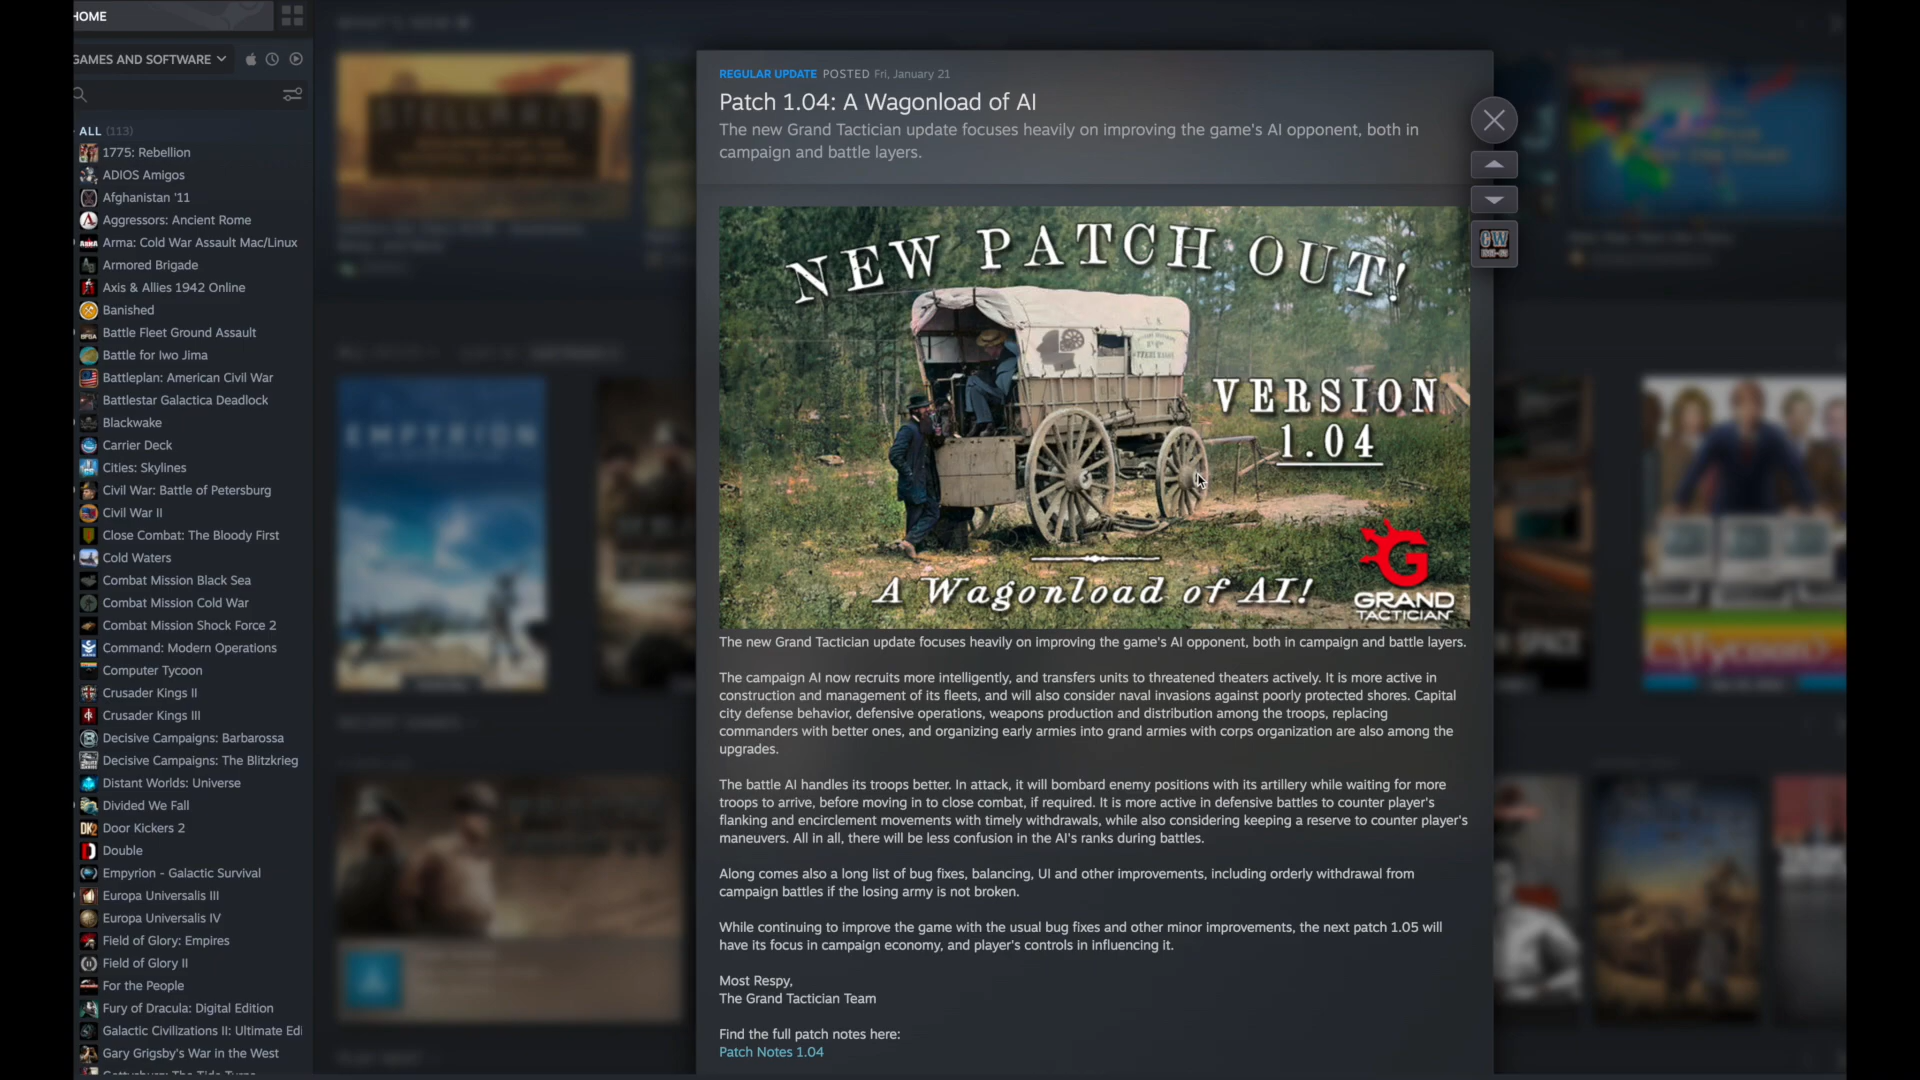 HOME
GAMES AND SOFTWARE
ALL (113)
1775: Rebellion
ADIOS Amigos
Afghanistan '11
Aggressors: Ancient Rome
Arma: Cold War Assault Mac/Linux
Armored Brigade
Axis & Allies 1942 Online
Banished
Battle Fleet Ground Assault
Battle for Iwo Jima
Battleplan: American Civil War
Battlestar Galactica Deadlock
Blackwake
Carrier Deck
Cities: Skylines
Civil War: Battle of Petersburg
Civil War II
Close Combat: The Bloody First
Cold Waters
Combat Mission Black Sea
Combat Mission Cold War
Combat Mission Shock Force 2
Command: Modern Operations
Computer Tycoon
Crusader Kings II
Crusader Kings III
Decisive Campaigns: Barbarossa
Decisive Campaigns: The Blitzkrieg
Distant Worlds: Universe
Divided We Fall
Door Kickers 2
Double
Empyrion - Galactic Survival
Europa Universalis III
Europa Universalis IV
Field of Glory: Empires
Field of Glory II
For the People
Fury of Dracula: Digital Edition
Galactic Civilizations II: Ultimate Edi
Gary Grigsby's War in the West
Gettysburg: The Tide Turns
STELLARIS
EMPYRION
REGULAR UPDATE POSTED Fri, January 21
Patch 1.04: A Wagonload of AI
The new Grand Tactician update focuses heavily on improving the game's AI opponent, both in
campaign and battle layers.
NEW PATCH OUT!
VERSION
1.04
A Wagonload of AI!
GRAND
TACTICIAN
The new Grand Tactician update focuses heavily on improving the game's AI opponent, both in campaign and battle layers.
The campaign AI now recruits more intelligently, and transfers units to threatened theaters actively. It is more active in
construction and management of its fleets, and will also consider naval invasions against poorly protected shores. Capital
city defense behavior, defensive operations, weapons production and distribution among the troops, replacing
commanders with better ones, and organizing early armies into grand armies with corps organization are also among the
upgrades.
The battle AI handles its troops better. In attack, it will bombard enemy positions with its artillery while waiting for more
troops to arrive, before moving in to close combat, if required. It is more active in defensive battles to counter player's
flanking and encirclement movements with timely withdrawals, while also considering keeping a reserve to counter player's
maneuvers. All in all, there will be less confusion in the AI's ranks during battles.
Along comes also a long list of bug fixes, balancing, UI and other improvements, including orderly withdrawal from
campaign battles if the losing army is not broken.
While continuing to improve the game with the usual bug fixes and other minor improvements, the next patch 1.05 will
have its focus in campaign economy, and player's controls in influencing it.
Most Respy,
The Grand Tactician Team
Find the full patch notes here:
Patch Notes 1.04
GW